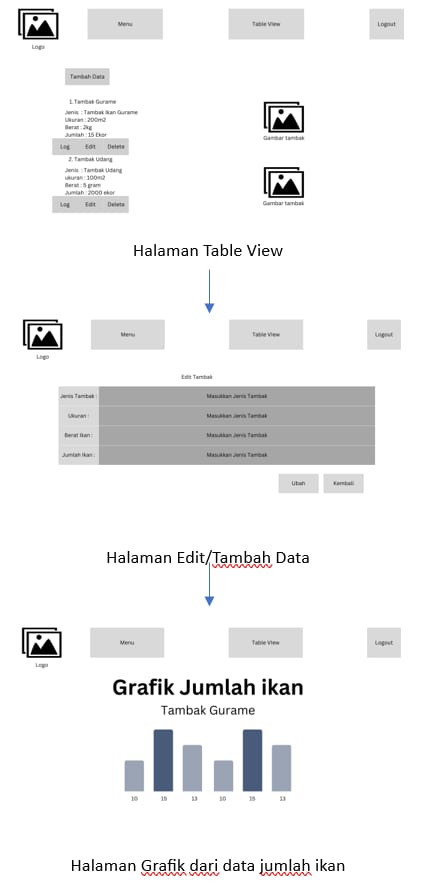 Menu
Table View
Logout
Logo
Tambah Data
1. Tambak Gurame
Jenis : Tambak Ikan Gurame
Ukuran : 200m2
Berat : 2kg
Jumlah : 15 Ekor
Gambar tambak
Log Edit Delete
2. Tambak Udang
Jenis : Tambak Udang
ukuran : 100m2
Berat : 5 gram
Jumlah : 2000 ekor
Gambar tambak
Log Edit Delete
Halaman Table View
Menu
Table View
Logout
Logo
Edit Tambak
Jenis Tambak : Masukkan Jenis Tambak
Ukuran : Masukkan Jenis Tambak
Berat Ikan : Masukkan Jenis Tambak
Jumlah Ikan : Masukkan Jenis Tambak
Ubah
Kembali
Halaman Edit/Tambah Data
Menu
Table View
Logout
Logo
Grafik Jumlah ikan
Tambak Gurame
10 15 13 10 15 13
Halaman Grafik dari data jumlah ikan